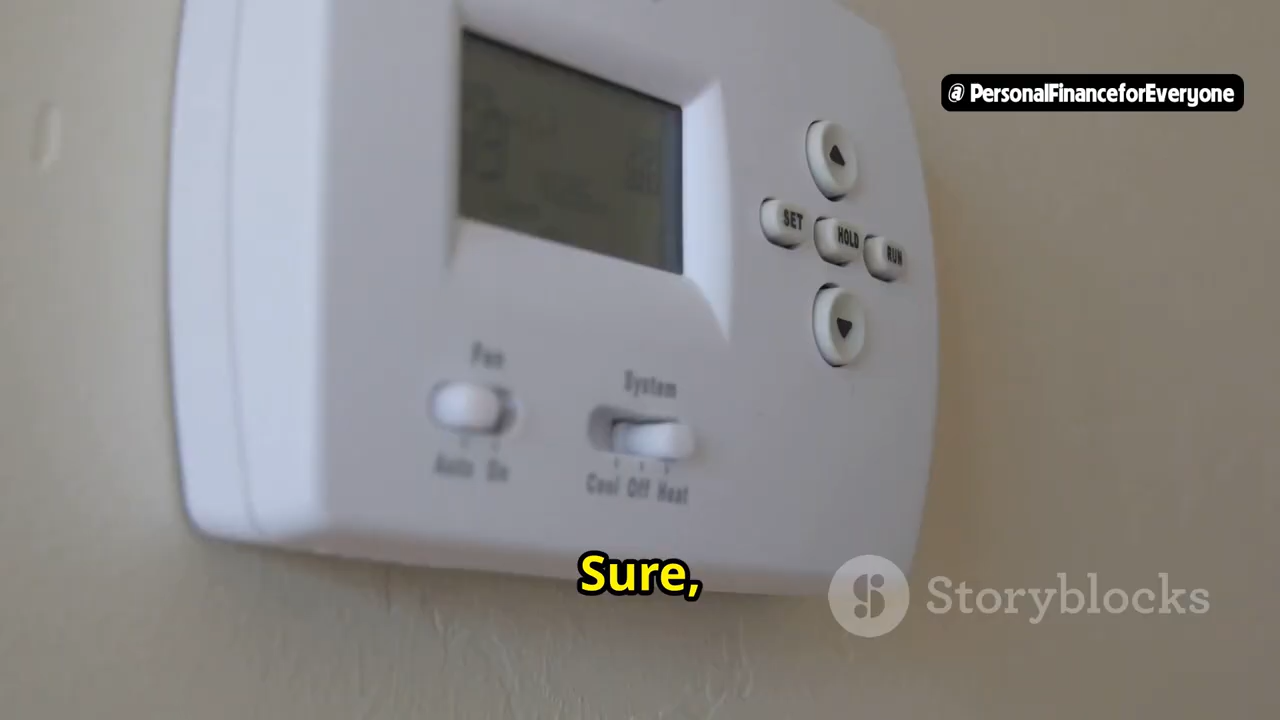 @ PersonalFinanceforEveryone
SET
HOLD
RUN
Fan
System
Auto On
Cool Off Heat
Sure,
Storyblocks